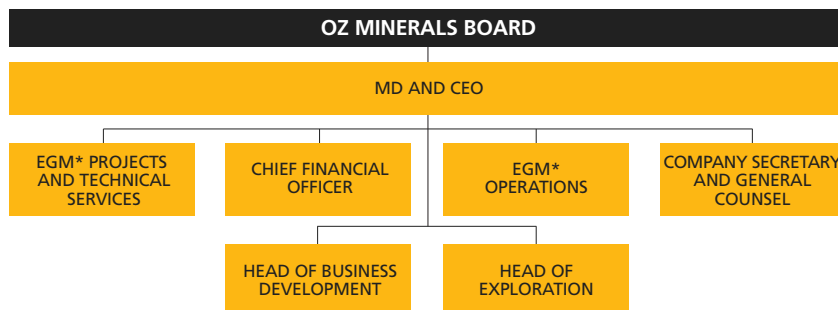 OZ MINERALS BOARD
MD AND CEO
EGM* PROJECTS
AND TECHNICAL
SERVICES
CHIEF FINANCIAL
OFFICER
EGM*
OPERATIONS
COMPANY SECRETARY
AND GENERAL
COUNSEL
HEAD OF BUSINESS
DEVELOPMENT
HEAD OF
EXPLORATION